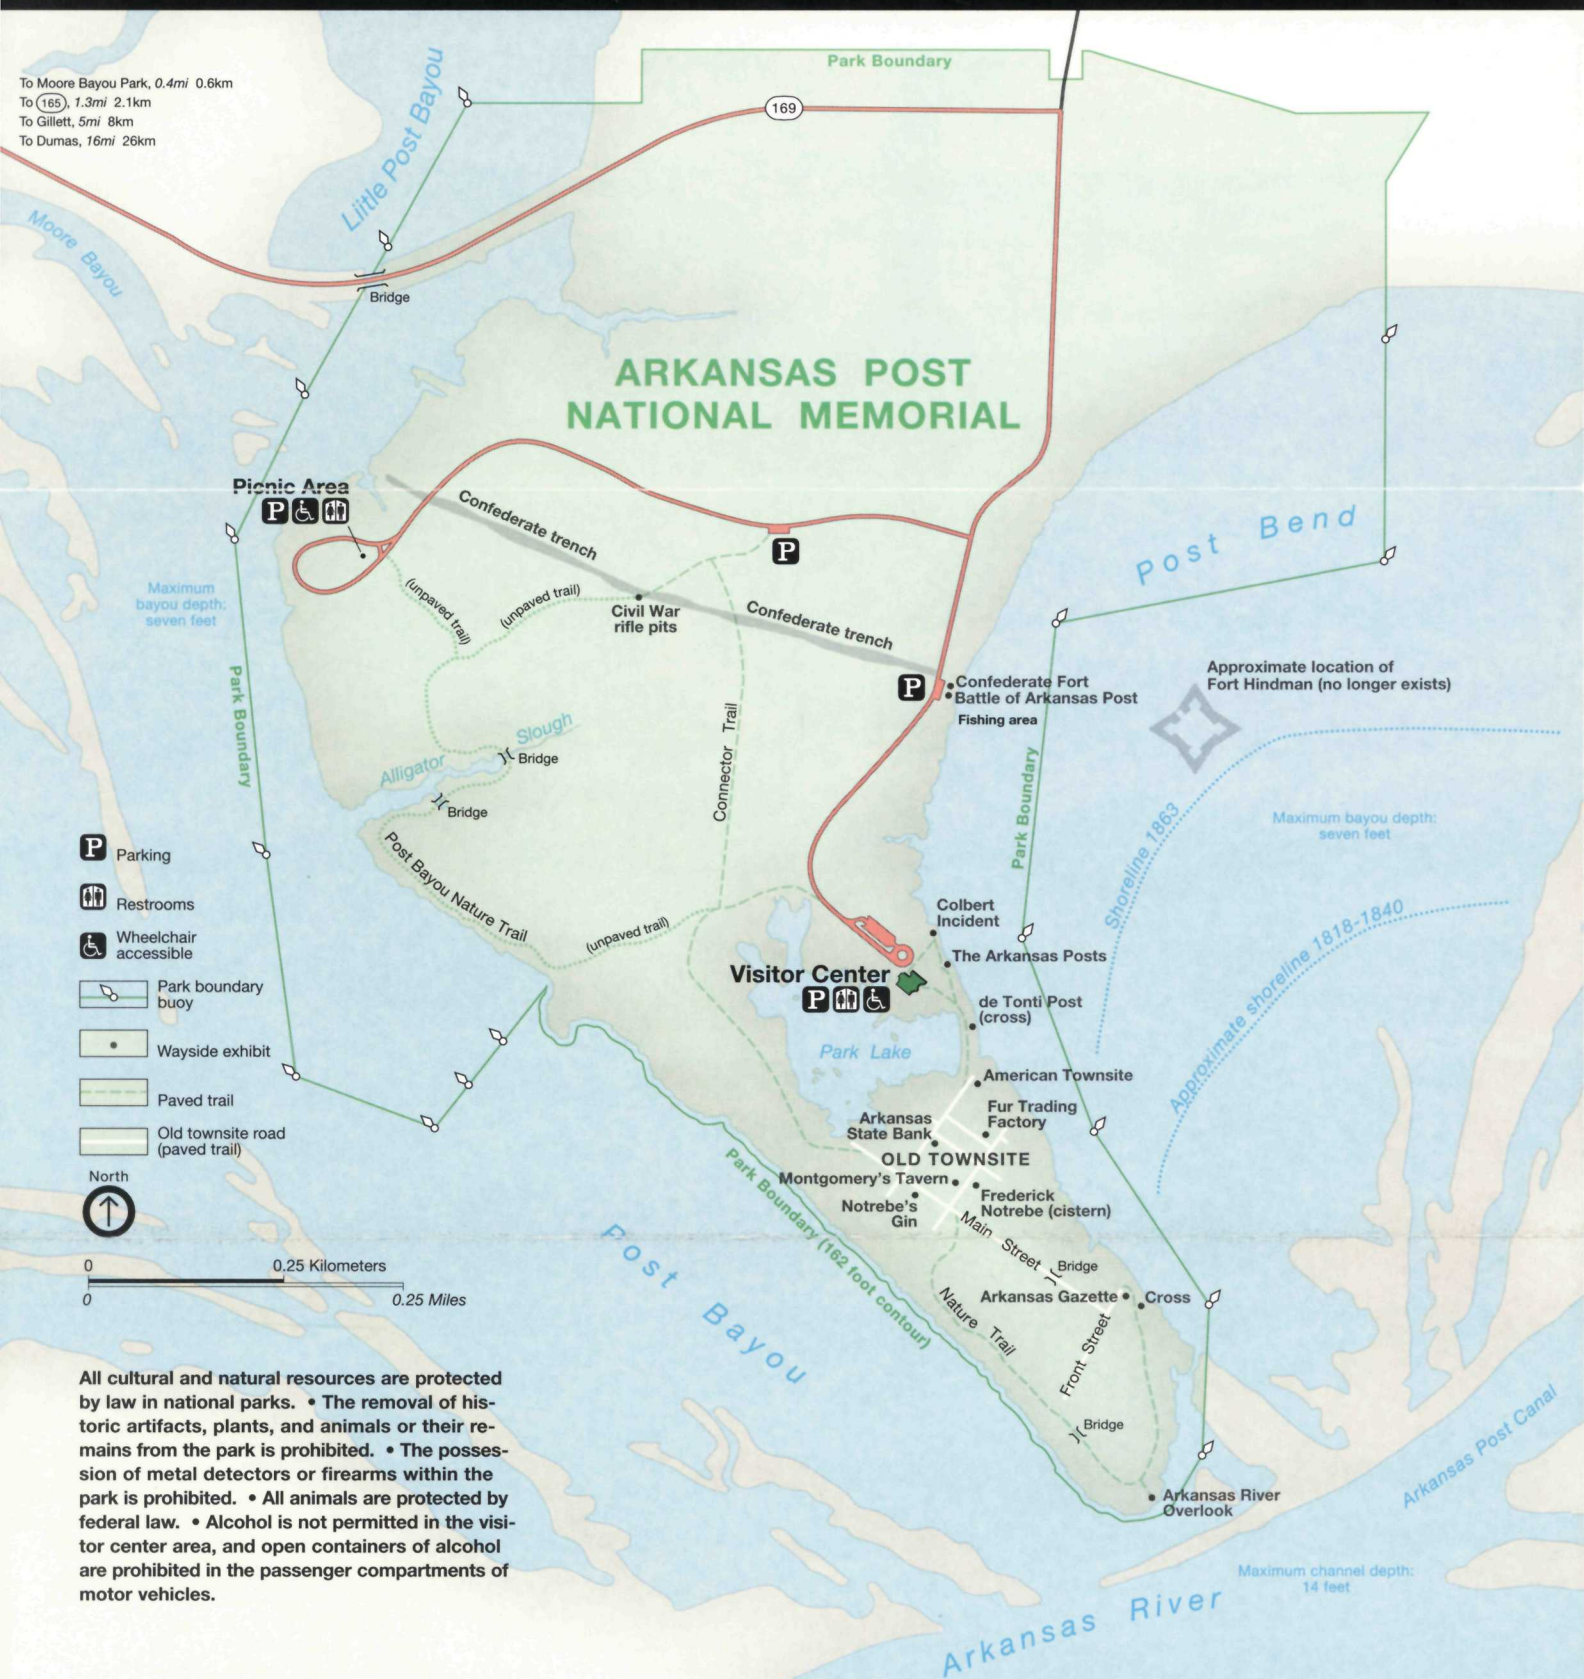 To Moore Bayou Park, 0.4mi 0.6km
To 165, 1.3mi 2.1km
To Gillett, 5mi 8km
To Dumas, 16mi 26km
Park Boundary
169
Liitle Post Bayou
Moore Bayou
Bridge
ARKANSAS POST
NATIONAL MEMORIAL
Picnic Area
P
Confederate trench
P
Post Bend
Maximum
bayou depth:
seven feet
(unpaved trail)
(unpaved trail)
Civil War
rifle pits
Confederate trench
P
Confederate Fort
Battle of Arkansas Post
Fishing area
Approximate location of
Fort Hindman (no longer exists)
Park Boundary
Connector Trail
Alligator Slough
Bridge
Bridge
Park Boundary
Shoreline 1863
Maximum bayou depth:
seven feet
Post Bayou Nature Trail
(unpaved trail)
Approximate shoreline 1818-1840
Colbert
Incident
The Arkansas Posts
Visitor Center
P
de Tonti Post
(cross)
Park Lake
American Townsite
Fur Trading
Factory
Arkansas
State Bank
OLD TOWNSITE
Montgomery's Tavern
Notrebe's
Gin
Frederick
Notrebe (cistern)
Main Street
Bridge
Arkansas Gazette
Cross
Nature Trail
Front Street
Bridge
Arkansas River
Overlook
Park Boundary (162 foot contour)
Post Bayou
Arkansas Post Canal
Maximum channel depth:
14 feet
Arkansas River
P Parking
Restrooms
Wheelchair
accessible
Park boundary
buoy
Wayside exhibit
Paved trail
Old townsite road
(paved trail)
North
0 0.25 Kilometers
0 0.25 Miles
All cultural and natural resources are protected
by law in national parks. • The removal of his-
toric artifacts, plants, and animals or their re-
mains from the park is prohibited. • The posses-
sion of metal detectors or firearms within the
park is prohibited. • All animals are protected by
federal law. • Alcohol is not permitted in the visi-
tor center area, and open containers of alcohol
are prohibited in the passenger compartments of
motor vehicles.